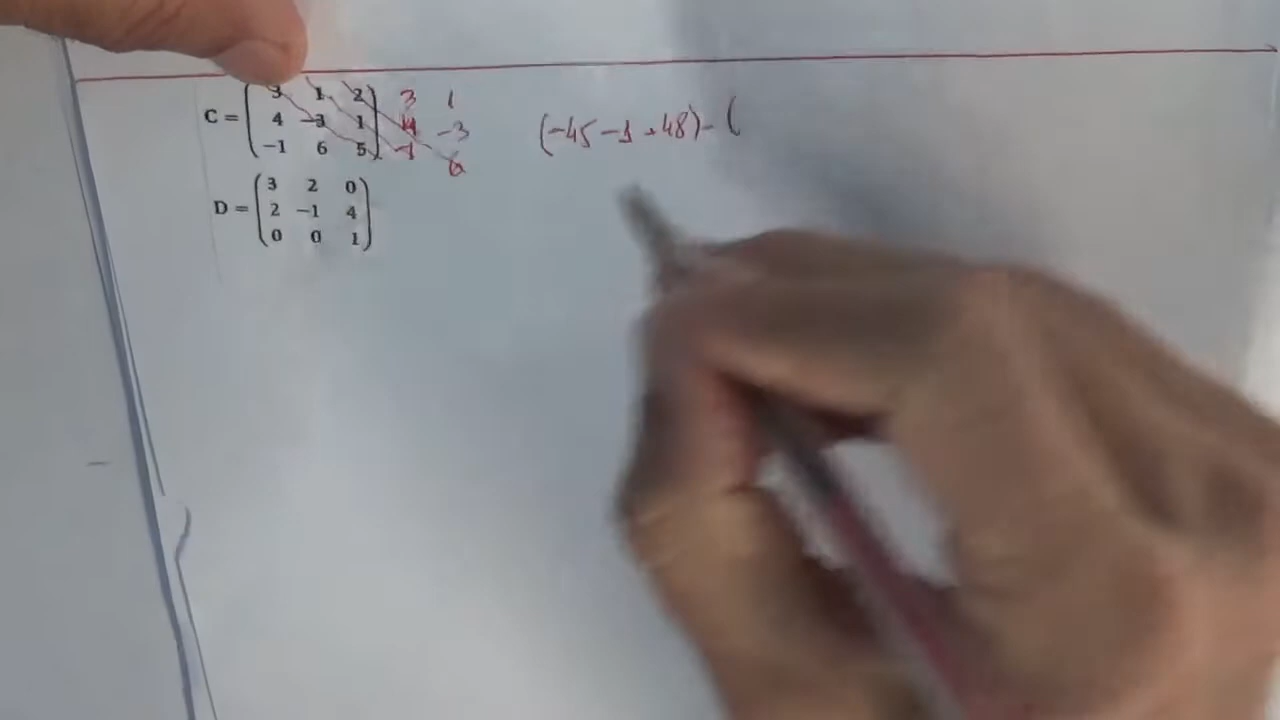 3 1 2 3 1
C = 4 -3 1 4 -3 (-45 -1 +48) - (
-1 6 5 -1 6
3 2 0
D = 2 -1 4
0 0 1